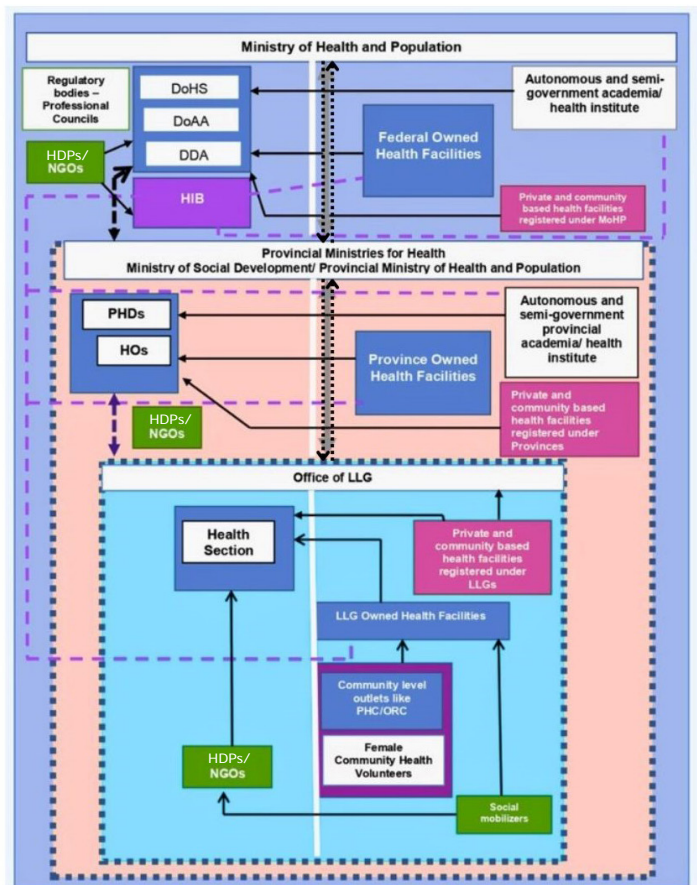 Ministry of Health and Population
Regulatory
bodies –
Professional
Councils
DoHS
DoAA
DDA
HIB
HDPs/
NGOs
Federal Owned
Health Facilities
Autonomous and semi-
government academia/
health institute
Private and community
based health facilities
registered under MoHP
Provincial Ministries for Health
Ministry of Social Development/ Provincial Ministry of Health and Population
PHDs
HOs
HDPs/
NGOs
Province Owned
Health Facilities
Autonomous and
semi-government
provincial
academia/ health
institute
Private and
community based
health facilities
registered under
Provinces
Office of LLG
Health
Section
Private and
community based
health facilities
registered under
LLGs
LLG Owned Health Facilities
Community level
outlets like
PHC/ORC
Female
Community Health
Volunteers
HDPs/
NGOs
Social
mobilizers